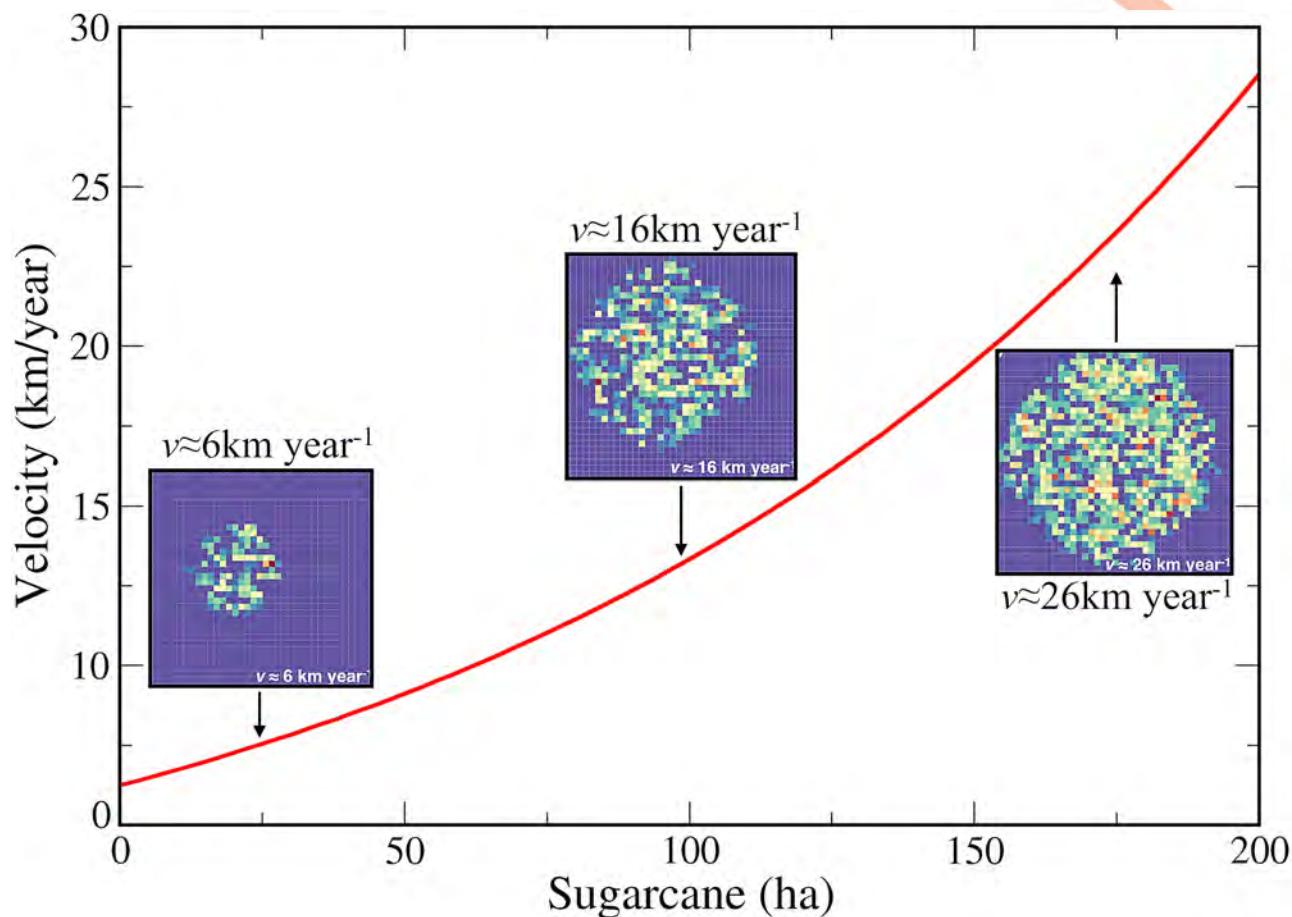 30
25
20
15
10
0
Velocity (km/year)
v≈6km year-1
v≈ 6 km year-1
v≈16km year-1
v≈ 16 km year-1
v≈ 26 km year-1
v≈26km year-1
0 50 100 150 200
Sugarcane (ha)